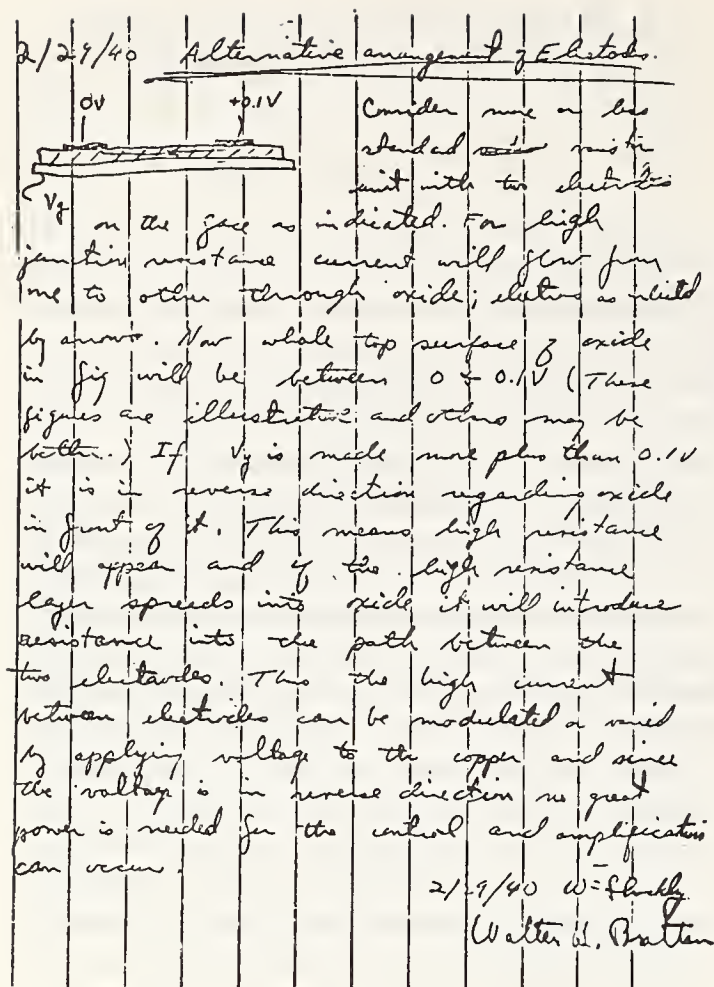 2/29/40 Alternative arrangement of Electrods.
0V +0.1V
Consider more or less
standard varistor
unit with two electrodes
Vg
on the face as indicated. For high
junction resistance current will flow from
one to other through oxide; electrons as
by arrows. Now whole top surface of oxide
in fig will be between 0 & 0.1V (These
figures are illustrative and others may be
better.) If Vg is made more plus than 0.1V
it is in reverse direction regarding oxide
in front of it. This means high resistance
will appear and if the high resistance
layer spreads into oxide it will introduce
resistance into the path between the
two electrodes. Thus the high current
between electrodes can be modulated or varied
by applying voltage to the copper and since
the voltage is in reverse direction no great
power is needed for the control and amplification
can occur.
2/29/40 W = Shockley
Walter H. Brattain